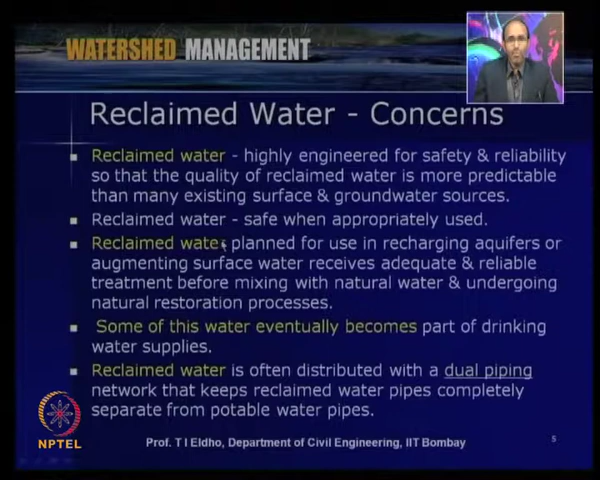 WATERSHED MANAGEMENT
Reclaimed Water - Concerns
Reclaimed water - highly engineered for safety & reliability
so that the quality of reclaimed water is more predictable
than many existing surface & groundwater sources.
Reclaimed water - safe when appropriately used.
Reclaimed water planned for use in recharging aquifers or
augmenting surface water receives adequate & reliable
treatment before mixing with natural water & undergoing
natural restoration processes.
Some of this water eventually becomes part of drinking
water supplies.
Reclaimed water is often distributed with a dual piping
network that keeps reclaimed water pipes completely
separate from potable water pipes.
NPTEL
Prof. T I Eldho, Department of Civil Engineering, IIT Bombay
5